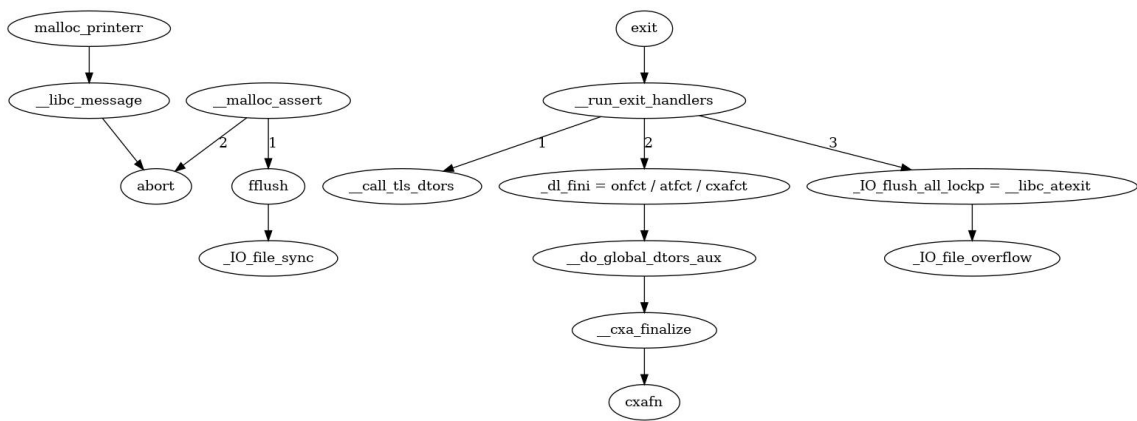 malloc_printerr
exit
__libc_message
__malloc_assert
__run_exit_handlers
2
1
1
2
3
abort
fflush
__call_tls_dtors
_dl_fini = onfct / atfct / cxafct
_IO_flush_all_lockp = __libc_atexit
_IO_file_sync
__do_global_dtors_aux
_IO_file_overflow
__cxa_finalize
cxafn